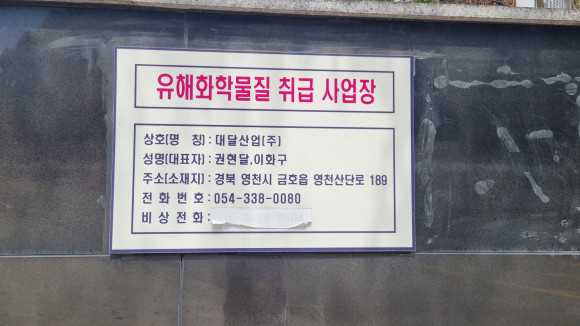 유해화학물질 취급 사업장
상호(명 칭) : 대달산업(주)
성명(대표자) : 권현달,이화구
주소(소재지) : 경북 영천시 금호읍 영천산단로 189
전 화 번 호 : 054-338-0080
비 상 전 화 :